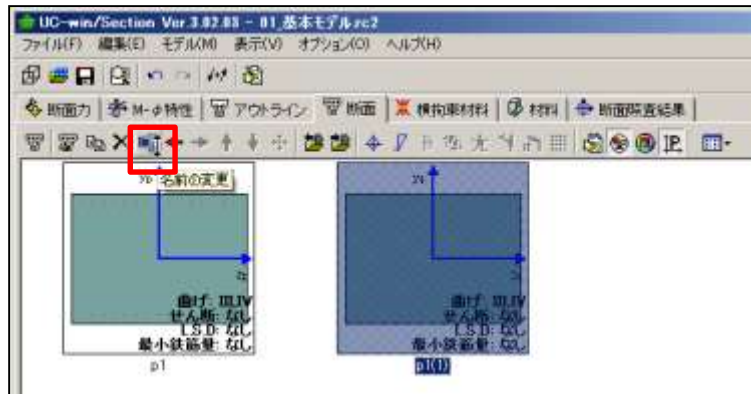 UC-win/Section Ver.3.02.03 - 01_基本モデル.rc2
ファイル(F) 編集(E) モデル(M) 表示(V) オプション(O) ヘルプ(H)
断面力 M-φ特性 アウトライン 断面 横拘束材料 材料 断面照査結果
名前の変更
曲げ: III.IV
せん断: なし
L S D: なし
最小鉄筋量: なし
p1
曲げ: III.IV
せん断: なし
L S D: なし
最小鉄筋量: なし
p1(1)